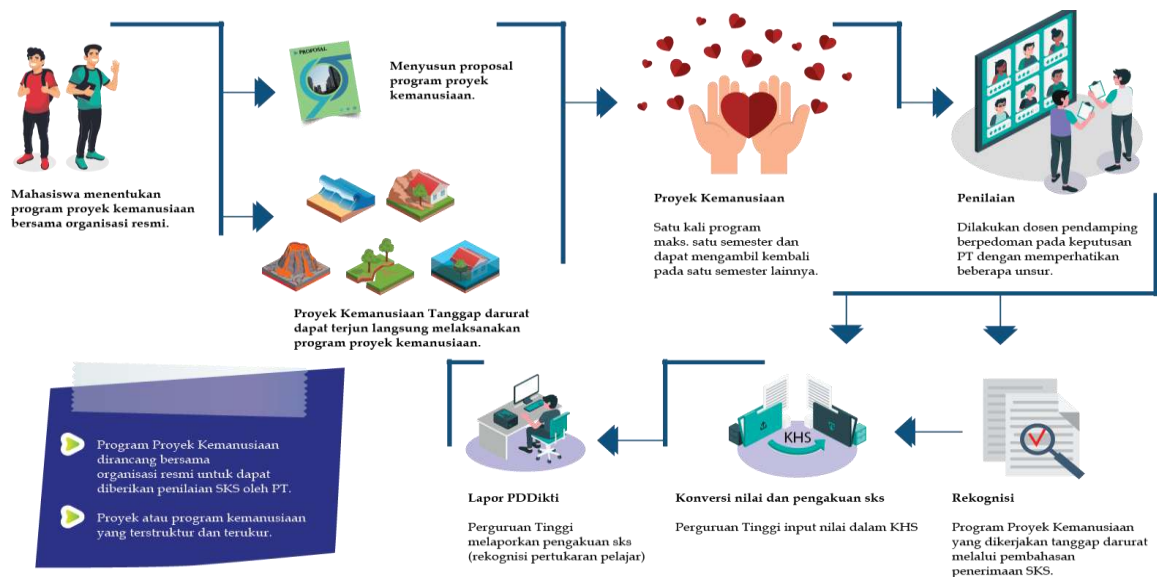 Mahasiswa menentukan
program proyek kemanusiaan
bersama organisasi resmi.
PROPOSAL
Menyusun proposal
program proyek
kemanusiaan.
Proyek Kemanusiaan Tanggap darurat
dapat terjun langsung melaksanakan
program proyek kemanusiaan.
Proyek Kemanusiaan
Satu kali program
maks. satu semester dan
dapat mengambil kembali
pada satu semester lainnya.
Penilaian
Dilakukan dosen pendamping
berpedoman pada keputusan
PT dengan memperhatikan
beberapa unsur.
Rekognisi
Program Proyek Kemanusiaan
yang dikerjakan tanggap darurat
melalui pembahasan
penerimaan SKS.
KHS
Konversi nilai dan pengakuan sks
Perguruan Tinggi input nilai dalam KHS
Lapor PDDikti
Perguruan Tinggi
melaporkan pengakuan sks
(rekognisi pertukaran pelajar)
Program Proyek Kemanusiaan
dirancang bersama
organisasi resmi untuk dapat
diberikan penilaian SKS oleh PT.
Proyek atau program kemanusiaan
yang terstruktur dan terukur.